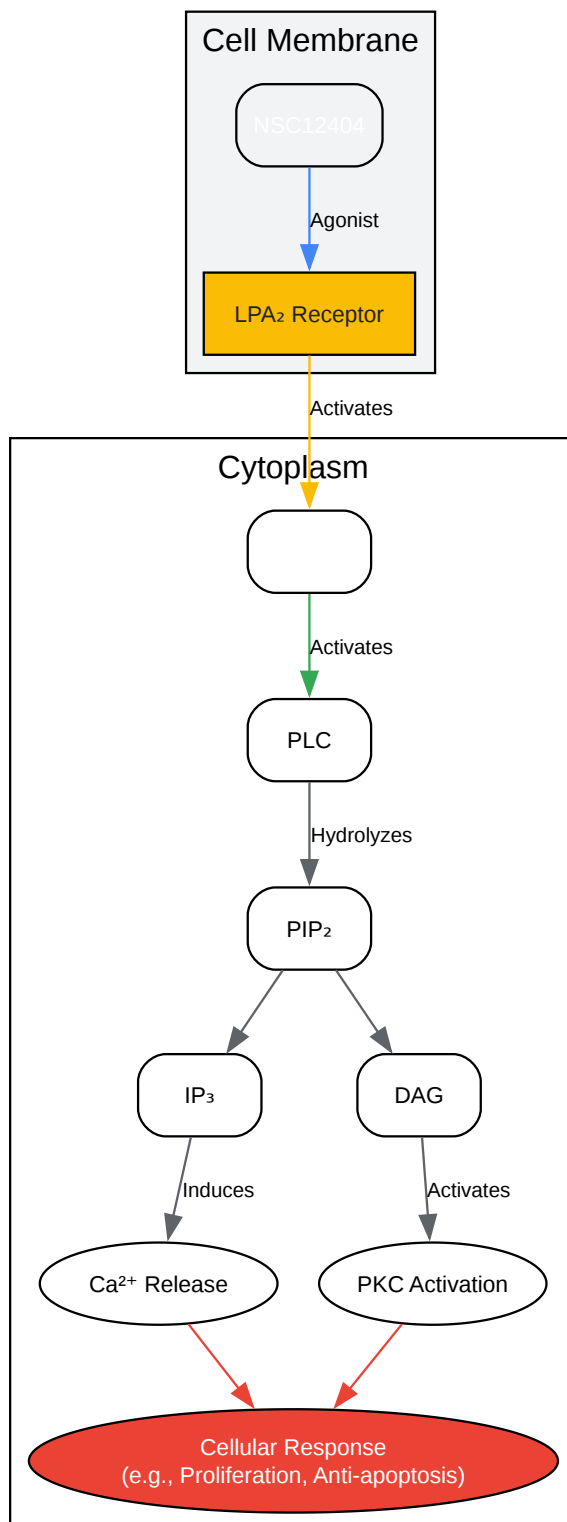 Cell Membrane
NSC12404
Agonist
LPA₂ Receptor
Activates
Cytoplasm
Activates
PLC
Hydrolyzes
PIP₂
IP₃
DAG
Induces
Activates
Ca²⁺ Release
PKC Activation
Cellular Response
(e.g., Proliferation, Anti-apoptosis)